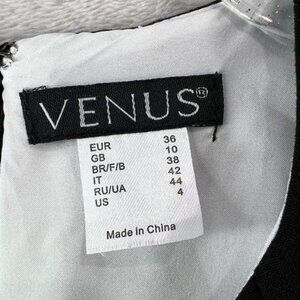 VENUS®
EUR 36
GB 10
BR/F/B 38
IT 42
RU/UA 44
US 4
Made in China